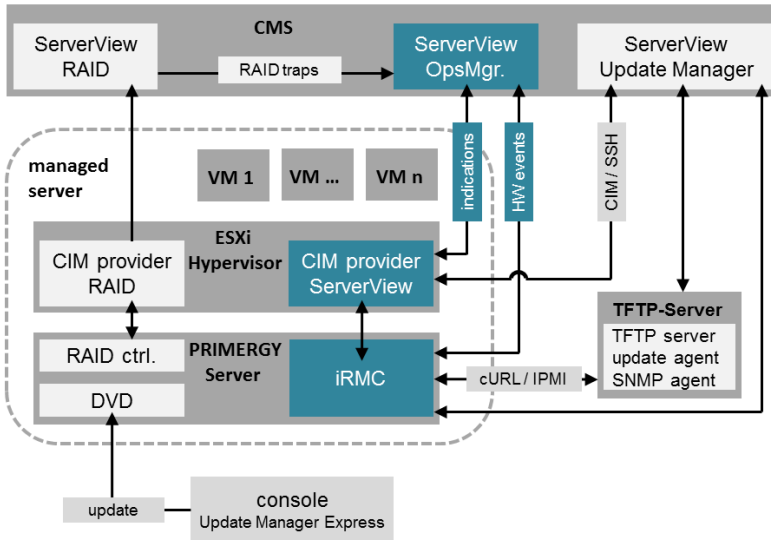 CMS
ServerView
RAID
RAID traps
ServerView
OpsMgr.
ServerView
Update Manager
managed
server
VM 1
VM ...
VM n
indications
HW events
CIM / SSH
ESXi
Hypervisor
CIM provider
RAID
CIM provider
ServerView
PRIMERGY
Server
RAID ctrl.
DVD
iRMC
cURL / IPMI
TFTP-Server
TFTP server
update agent
SNMP agent
update
console
Update Manager Express